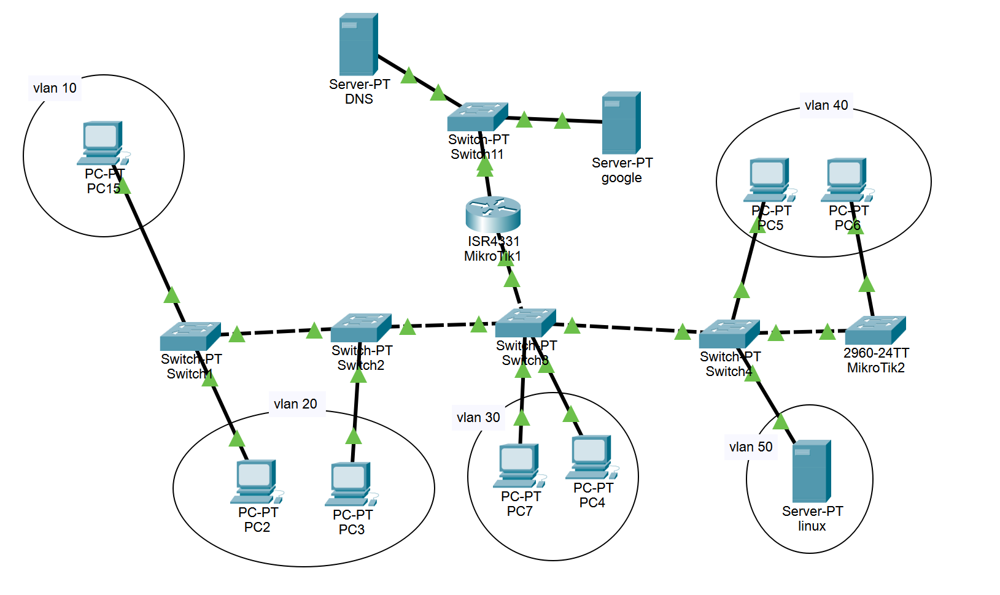 Server-PT
DNS
vlan 10
Server-PT
google
vlan 40
Switch-PT
Switch11
PC-PT
PC15
PC-PT
PC5
PC-PT
PC6
ISR4331
MikroTik1
Switch-PT
Switch1
Switch-PT
Switch2
Switch-PT
Switch3
Switch-PT
Switch4
2960-24TT
MikroTik2
vlan 20
vlan 30
vlan 50
PC-PT
PC2
PC-PT
PC3
PC-PT
PC7
PC-PT
PC4
Server-PT
linux